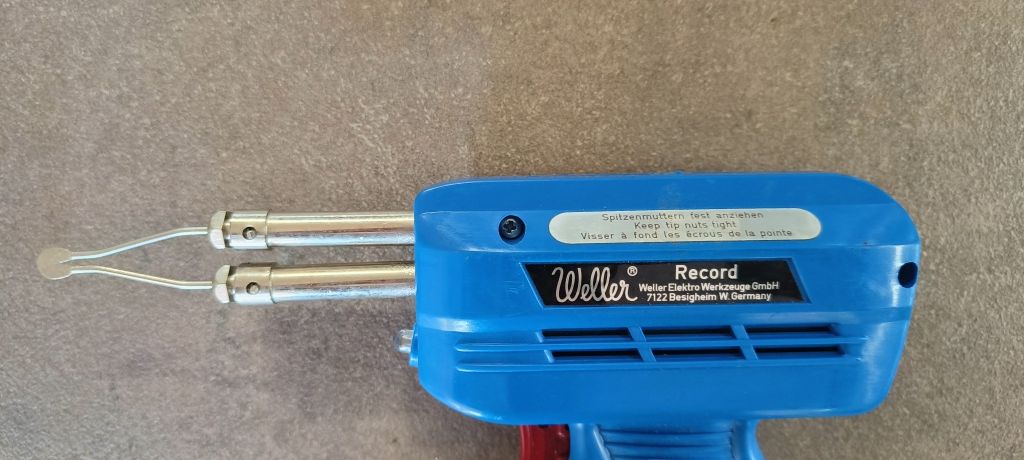 Spitzenmuttern fest anziehen
Keep tip nuts tight
Visser à fond les écrous de la pointe
Weller® Record
Weller Elektro Werkzeuge GmbH
7122 Besigheim W. Germany